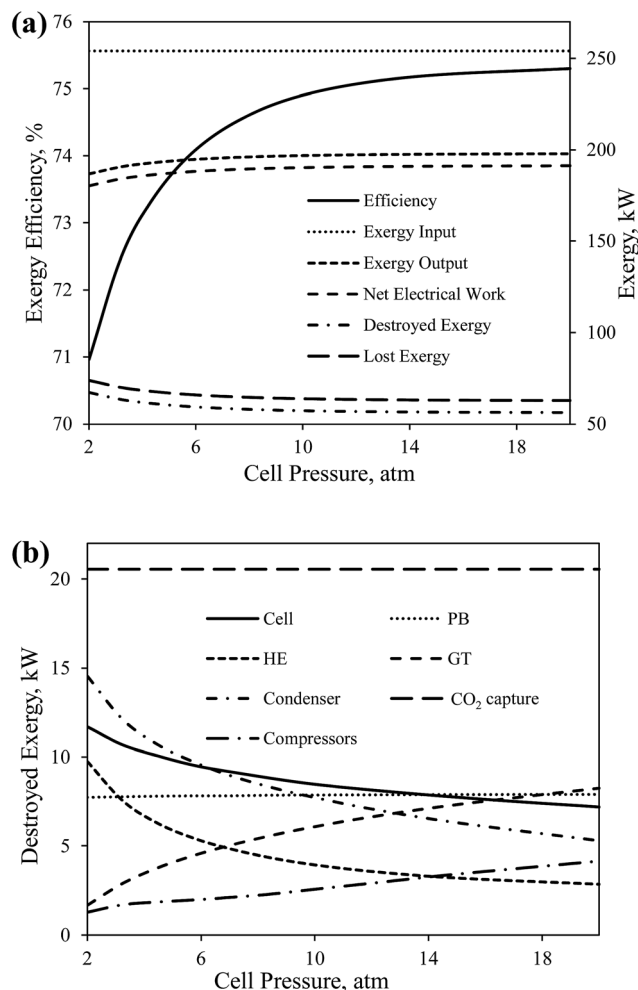 (a)
76
75
74
73
72
71
70
250
200
150
100
50
Exergy Efficiency, %
Exergy, kW
Efficiency
Exergy Input
Exergy Output
Net Electrical Work
Destroyed Exergy
Lost Exergy
2 6 10 14 18
Cell Pressure, atm
(b)
20
15
10
5
0
Destroyed Exergy, kW
Cell PB
HE GT
Condenser CO₂ capture
Compressors
2 6 10 14 18
Cell Pressure, atm